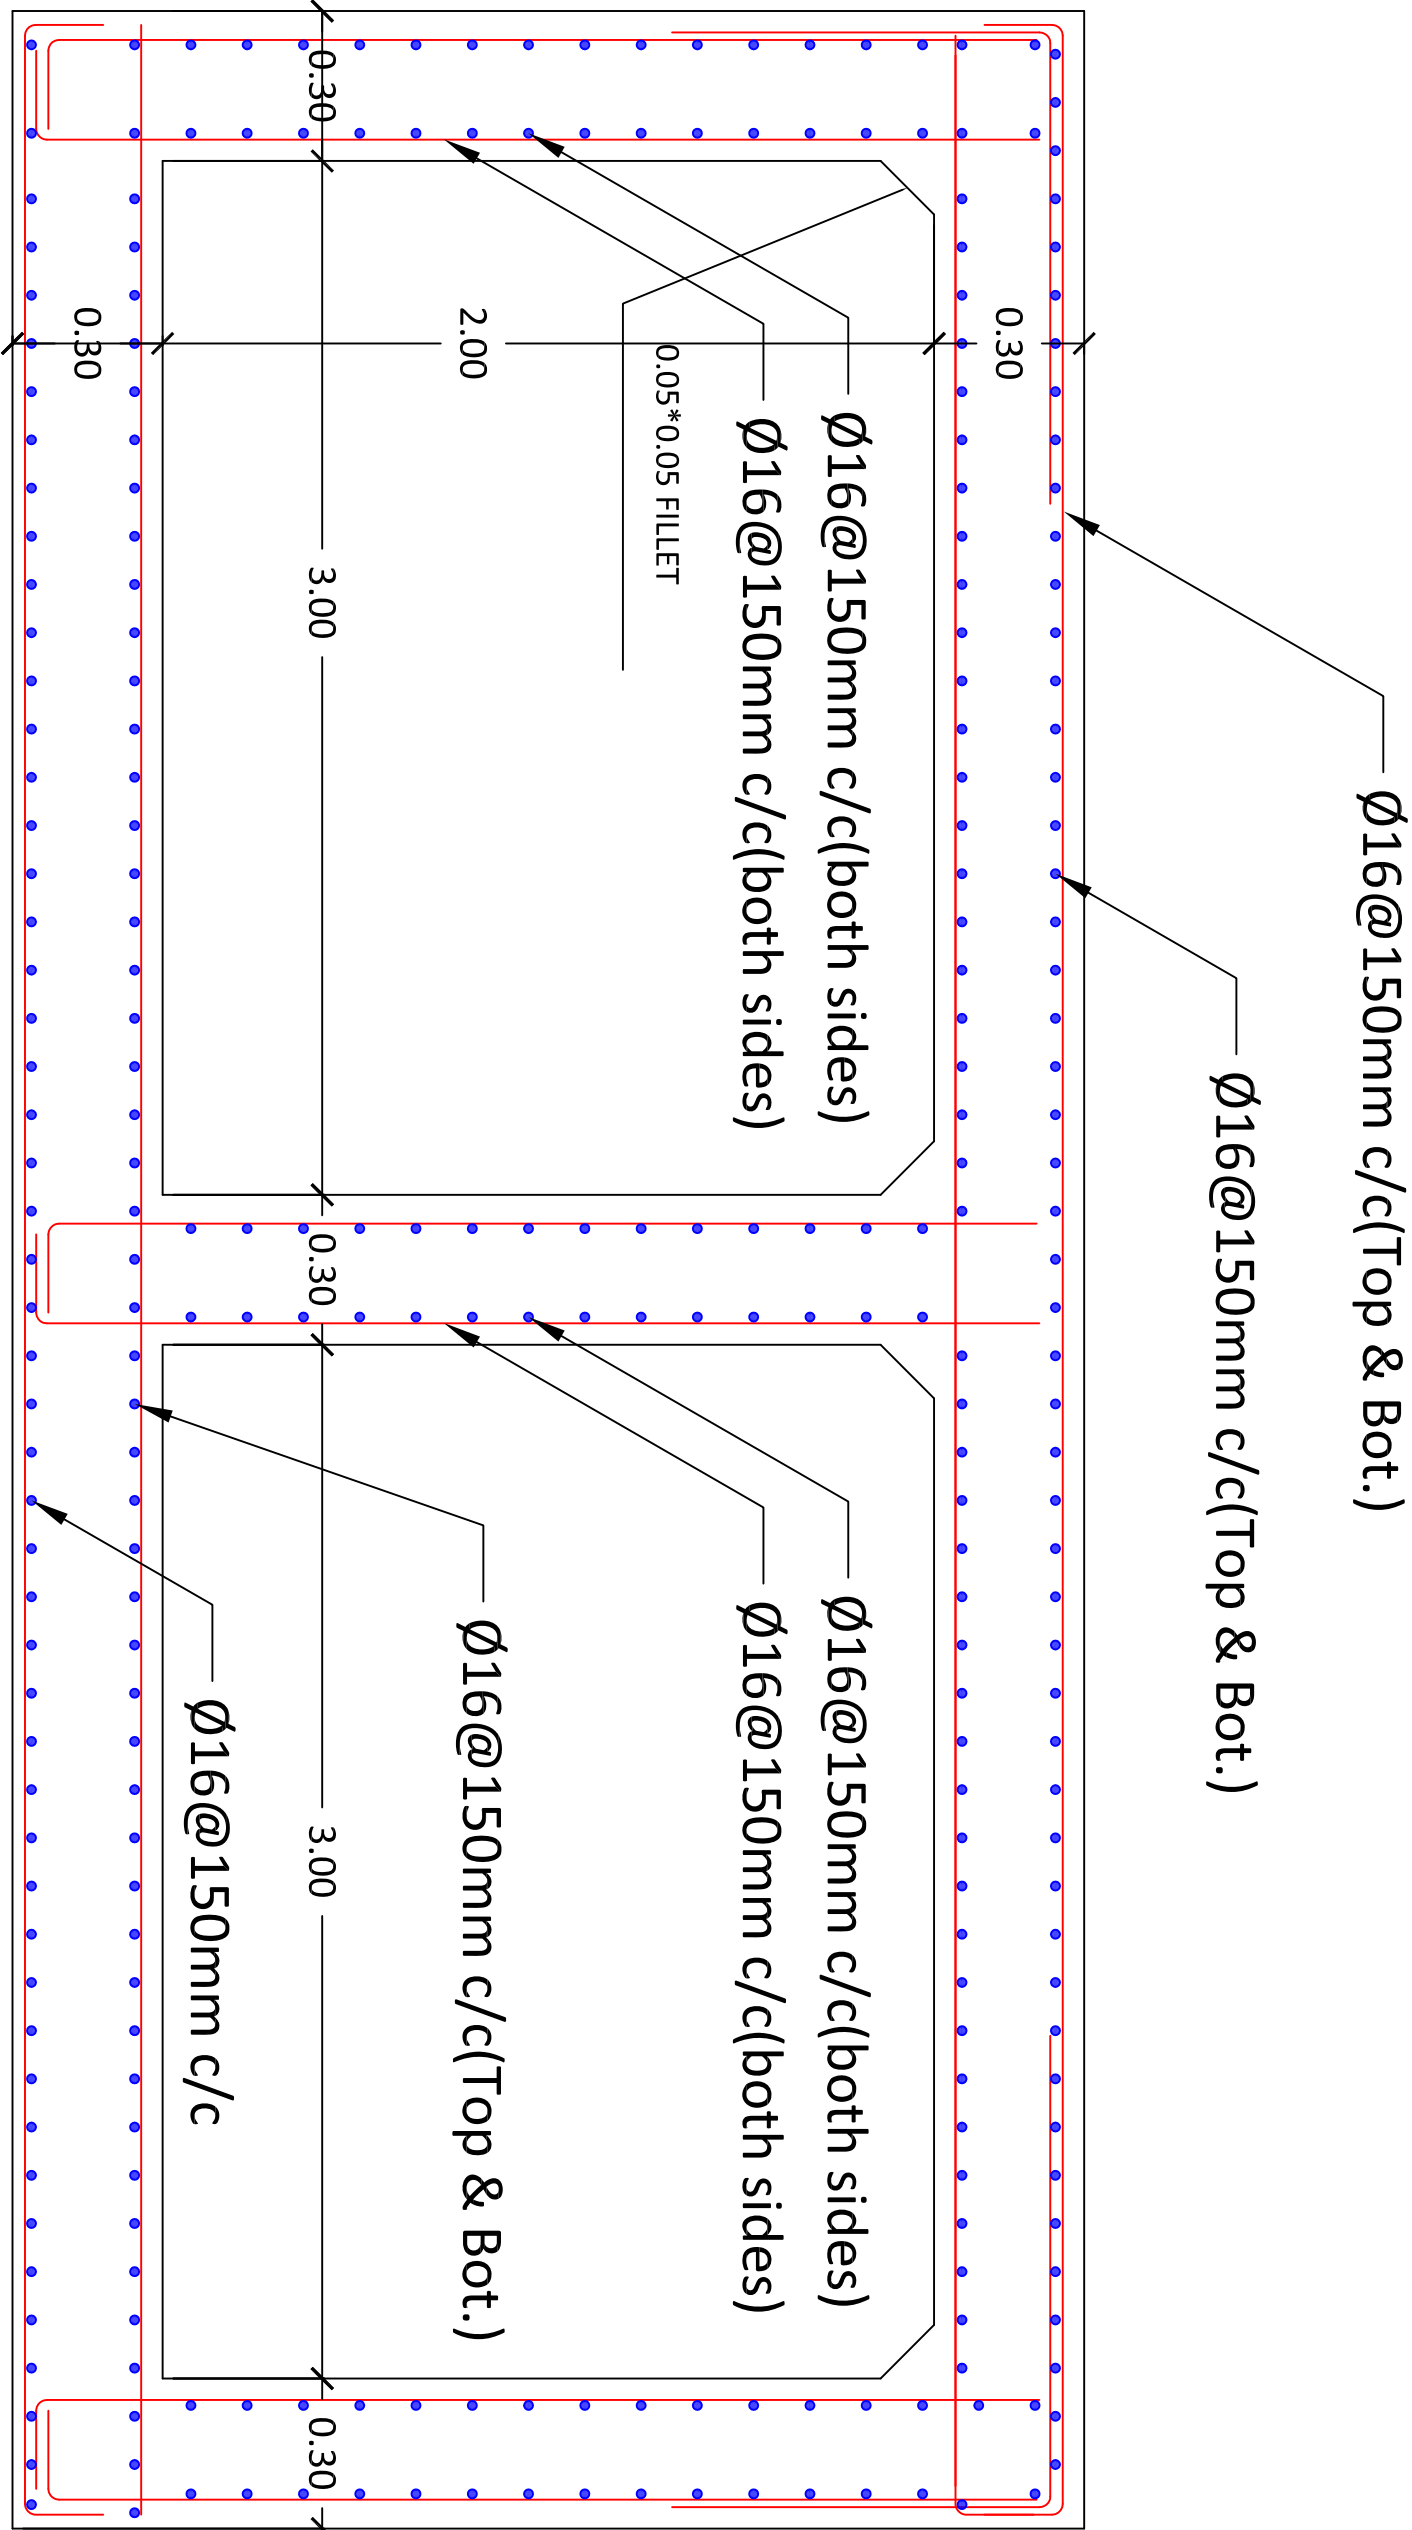 Ø16@150mm c/c(Top & Bot.)
Ø16@150mm c/c(Top & Bot.)
0.30
Ø16@150mm c/c(both sides)
Ø16@150mm c/c(both sides)
Ø16@150mm c/c(both sides)
Ø16@150mm c/c(both sides)
0.05*0.05 FILLET
2.00
Ø16@150mm c/c(Top & Bot.)
0.30
3.00
0.30
3.00
0.30
Ø16@150mm c/c
0.30